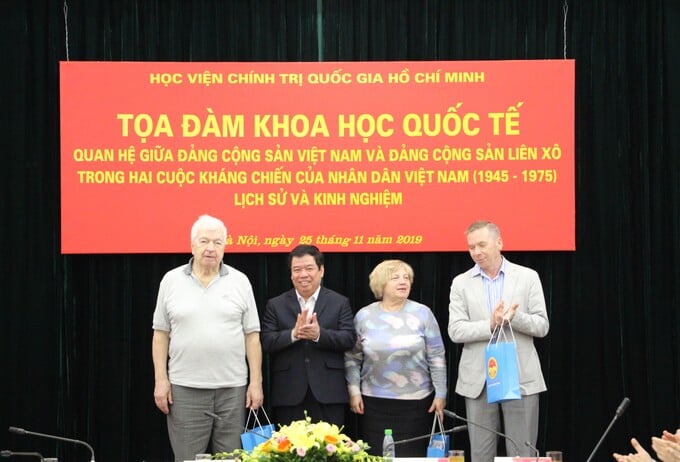 HỌC VIỆN CHÍNH TRỊ QUỐC GIA HỒ CHÍ MINH
TỌA ĐÀM KHOA HỌC QUỐC TẾ
QUAN HỆ GIỮA ĐẢNG CỘNG SẢN VIỆT NAM VÀ ĐẢNG CỘNG SẢN LIÊN XÔ
TRONG HAI CUỘC KHÁNG CHIẾN CỦA NHÂN DÂN VIỆT NAM (1945 - 1975)
LỊCH SỬ VÀ KINH NGHIỆM
Nội, ngày 25 tháng 11 năm 2019